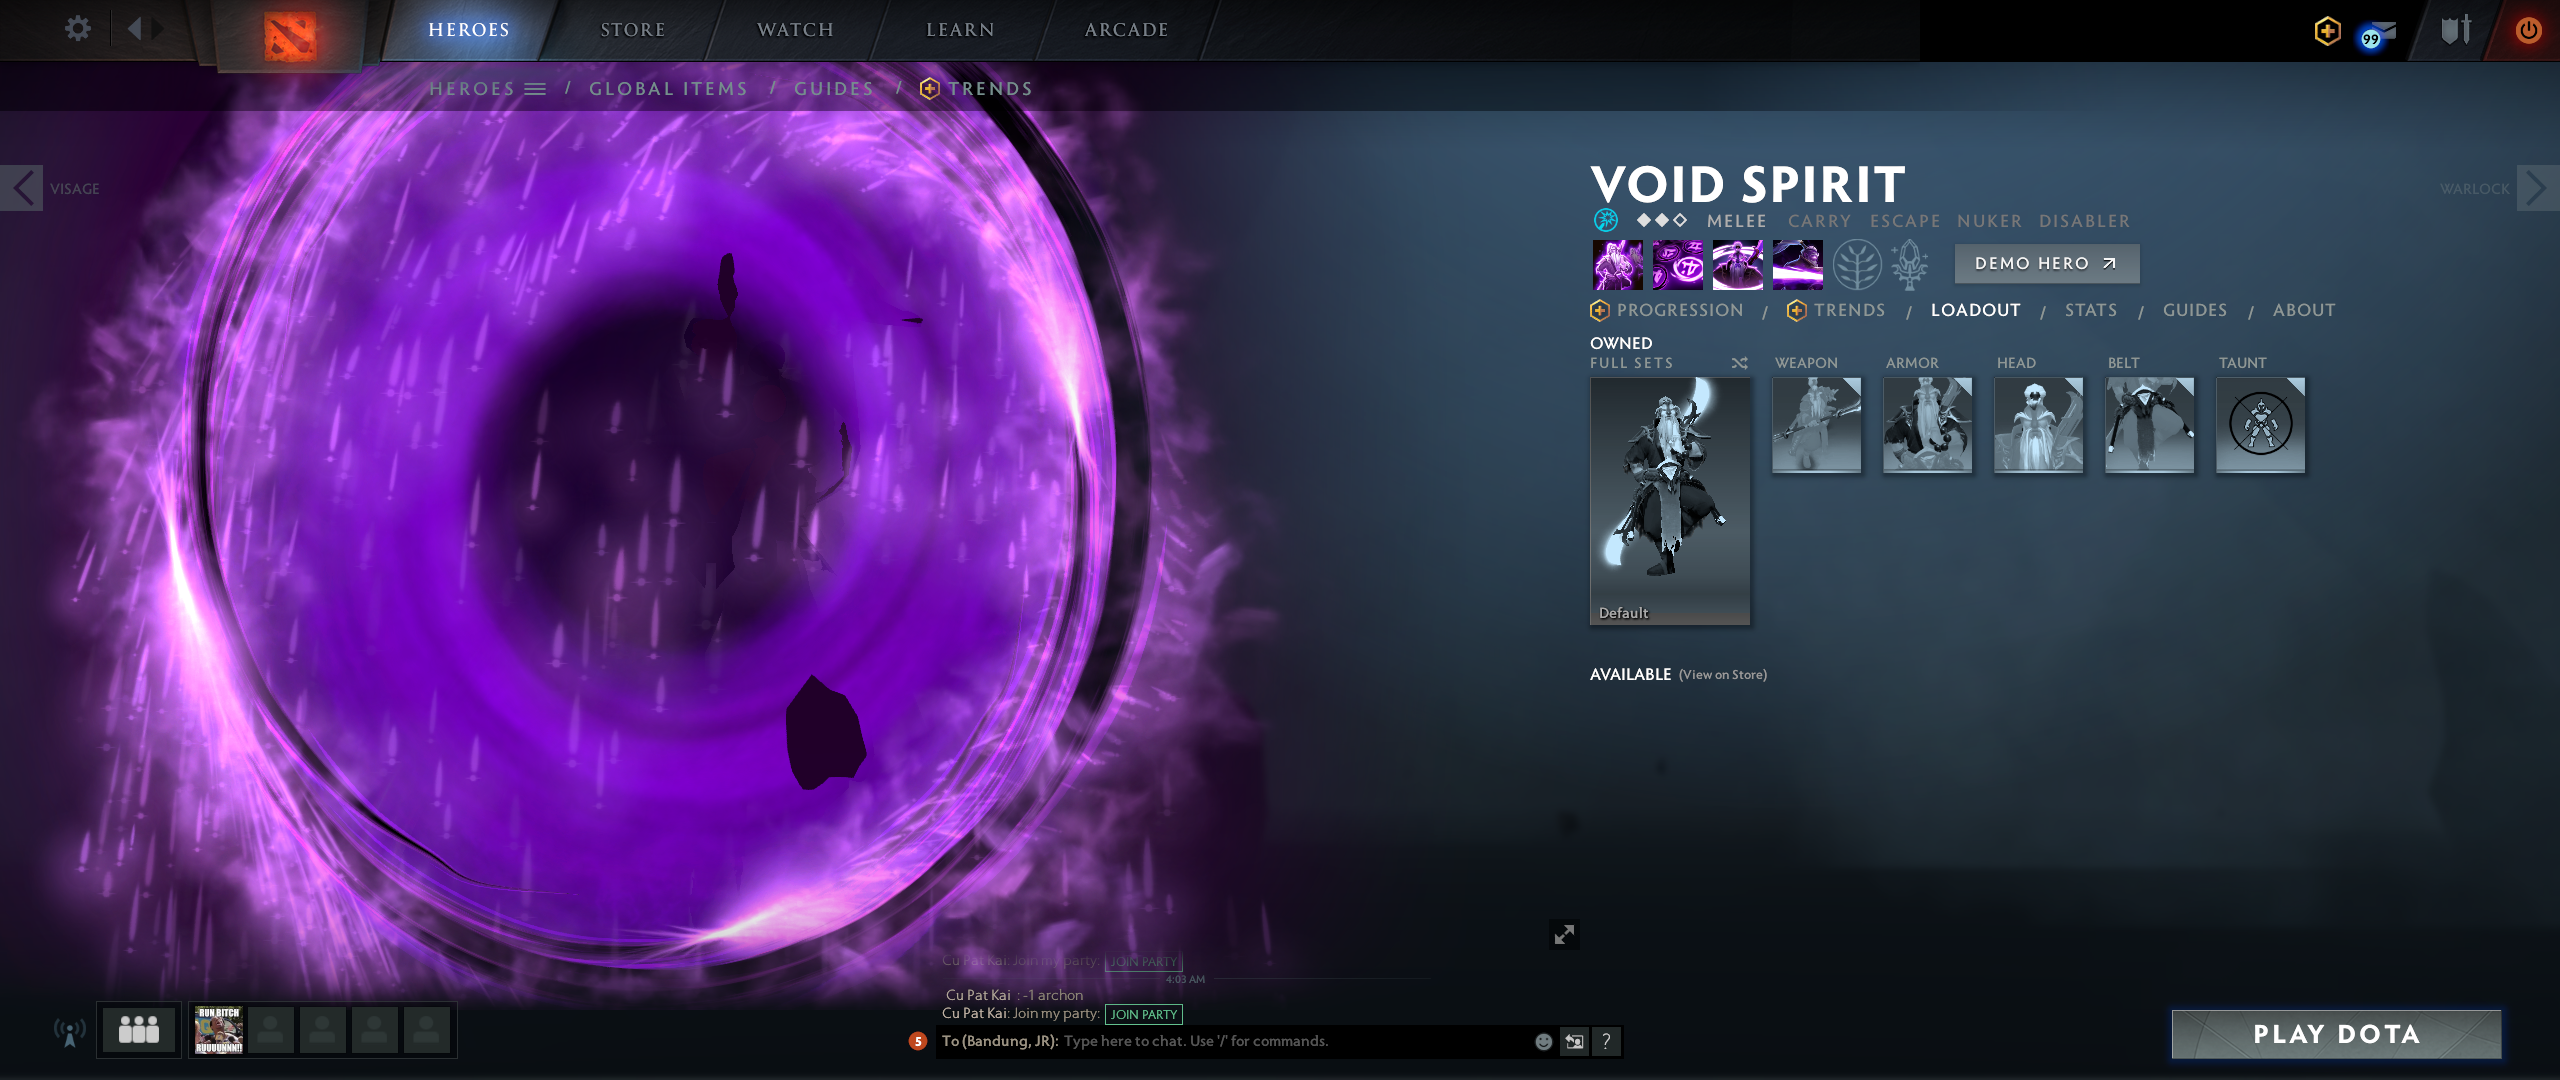 HEROES
STORE
WATCH
LEARN
ARCADE
99
HEROES / GLOBAL ITEMS / GUIDES / TRENDS
VISAGE
WARLOCK
VOID SPIRIT
MELEE CARRY ESCAPE NUKER DISABLER
DEMO HERO
PROGRESSION / TRENDS / LOADOUT / STATS / GUIDES / ABOUT
OWNED
FULL SETS
WEAPON
ARMOR
HEAD
BELT
TAUNT
Default
AVAILABLE (View on Store)
Cu Pat Kai: Join my party: JOIN PARTY
4:03 AM
Cu Pat Kai : -1 archon
Cu Pat Kai: Join my party: JOIN PARTY
5
To (Bandung, JR): Type here to chat. Use '/' for commands.
?
RUN BITCH
RUUUUNNN!!
PLAY DOTA